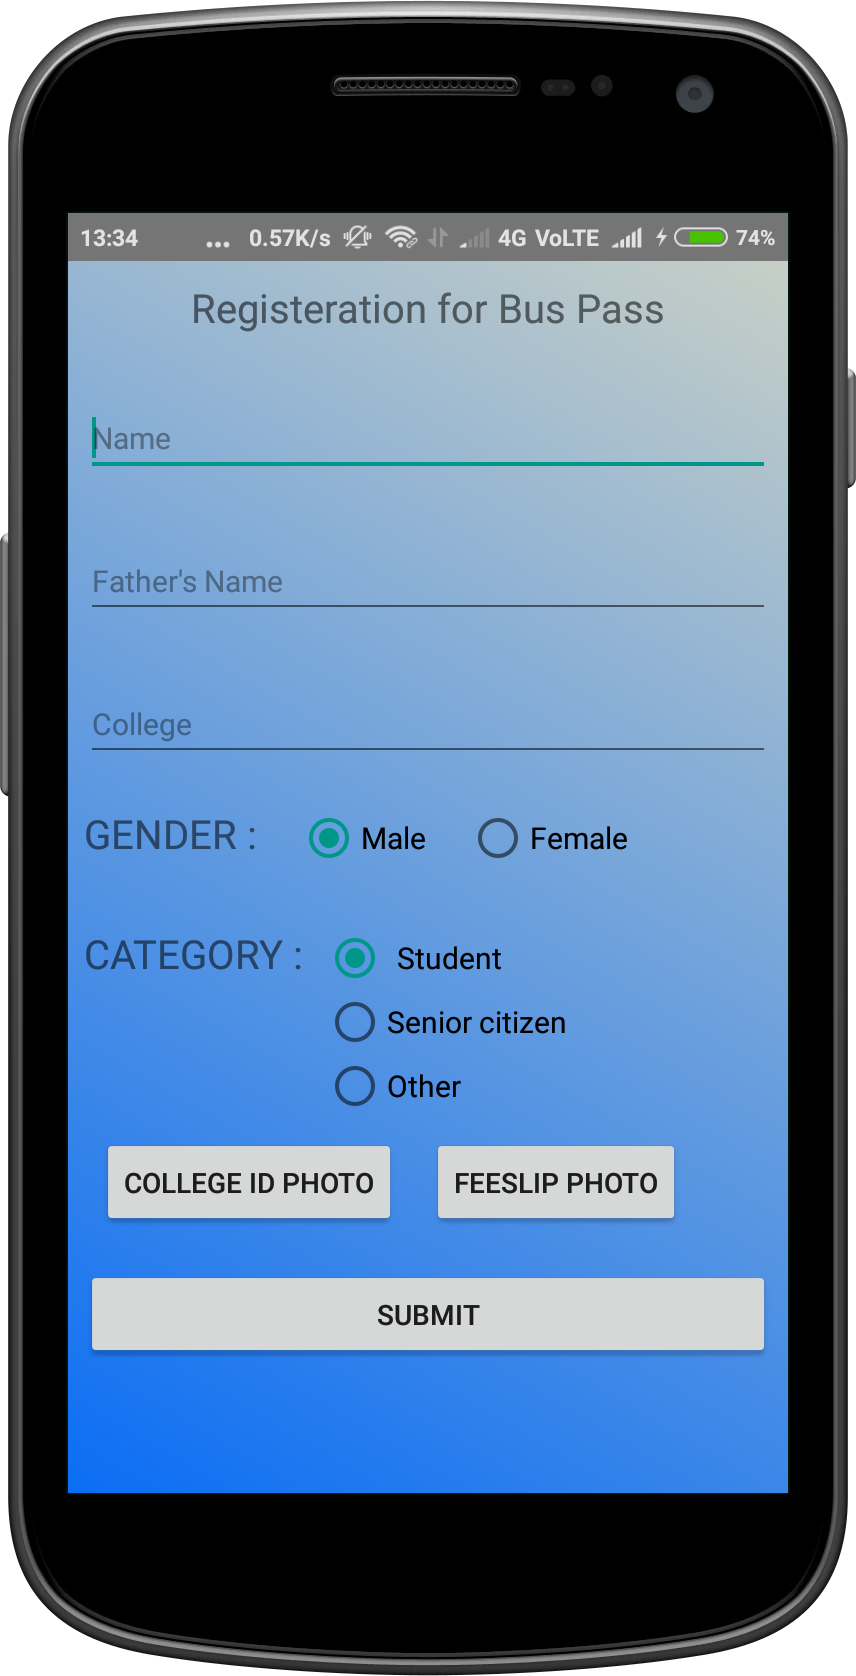 13:34 ... 0.57K/s 4G VoLTE 74%
Registeration for Bus Pass
Name
Father's Name
College
GENDER : Male Female
CATEGORY : Student
Senior citizen
Other
COLLEGE ID PHOTO FEESLIP PHOTO
SUBMIT